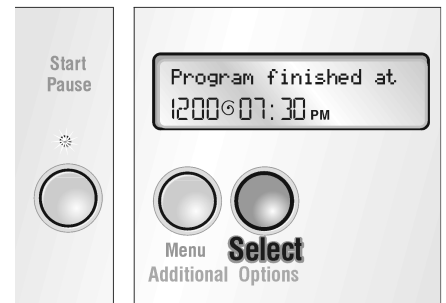 Start
Pause
Program finished at
1200 07:30 PM
Menu Select
Additional Options